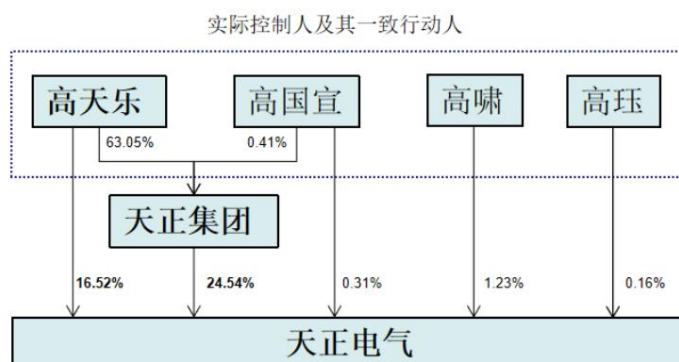 实际控制人及其一致行动人
高天乐
高国宣
高啸
高珏
63.05%
0.41%
天正集团
16.52%
24.54%
0.31%
1.23%
0.16%
天正电气